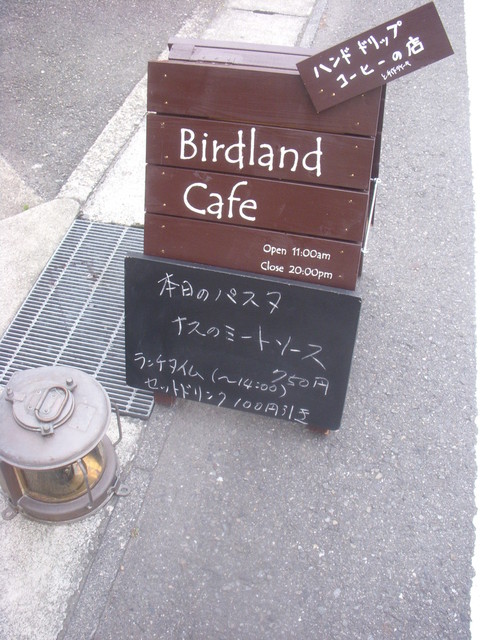 ハンドドリップ
コーヒーの店
Birdland
Cafe
Open 11:00am
Close 20:00pm
本日のパスタ
ナスのミートソース
750円
ランチタイム(〜14:00)
セットドリンク100円引き